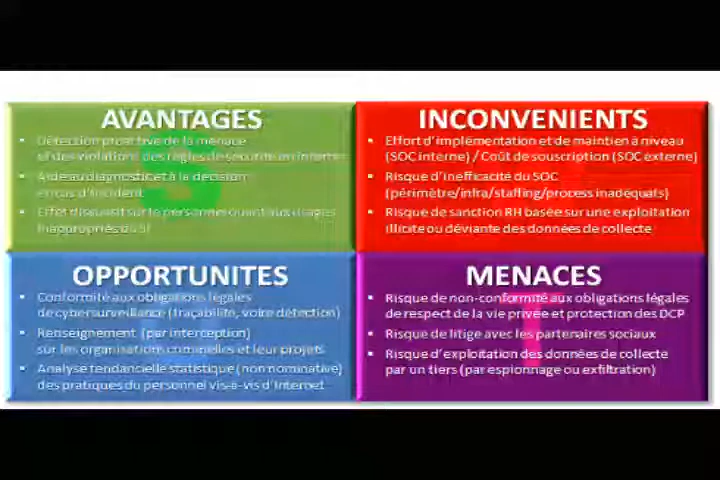 AVANTAGES
• Détection proactive de la menace
et des violations des règles de sécurité en interne
• Aide au diagnostic et à la décision
en cas d'incident
• Effet dissuasif sur le personnel quant aux usages
inappropriés du SI
INCONVENIENTS
• Effort d'implémentation et de maintien à niveau
(SOC interne) / Coût de souscription (SOC externe)
• Risque d'inefficacité du SOC
(périmètre/infra/staffing/process inadéquats)
• Risque de sanction RH basée sur une exploitation
illicite ou déviante des données de collecte
OPPORTUNITES
• Conformité aux obligations légales
de cybersurveillance (traçabilité, voire détection)
• Renseignement (par interception)
sur les organisations criminelles et leur projets
• Analyse tendancielle statistique (non nominative)
des pratiques du personnel vis-à-vis d'Internet
MENACES
• Risque de non-conformité aux obligations légales
de respect de la vie privée et protection des DCP
• Risque de litige avec les partenaires sociaux
• Risque d'exploitation des données de collecte
par un tiers (par espionnage ou exfiltration)